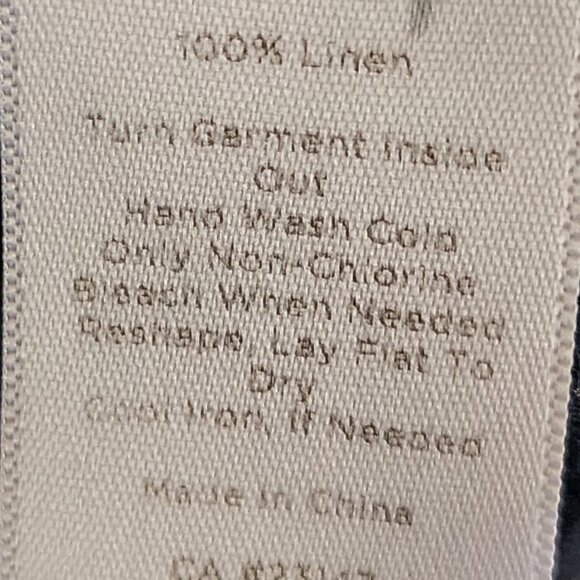 100% Linen
Turn Garment Inside
Out
Hand Wash Cold
Only Non-Chlorine
Bleach When Needed
Reshape, Lay Flat To
Dry
Cool Iron, If Needed
Made In China
CA